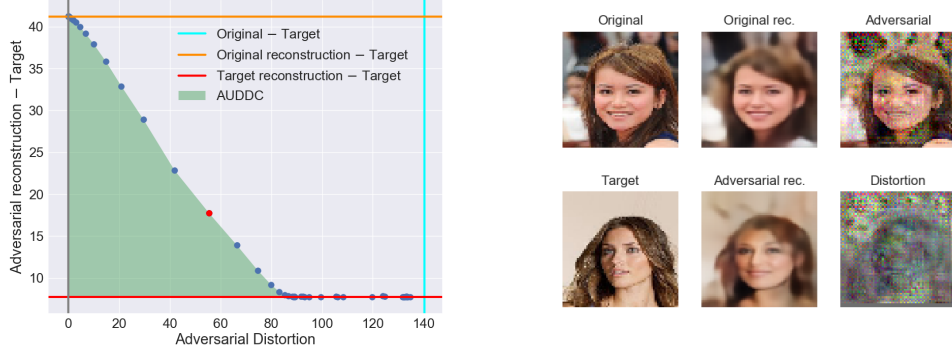 Adversarial reconstruction − Target
40
35
30
25
20
15
10
0 20 40 60 80 100 120 140
Adversarial Distortion
Original − Target
Original reconstruction − Target
Target reconstruction − Target
AUDDC
Original Original rec. Adversarial
Target Adversarial rec. Distortion